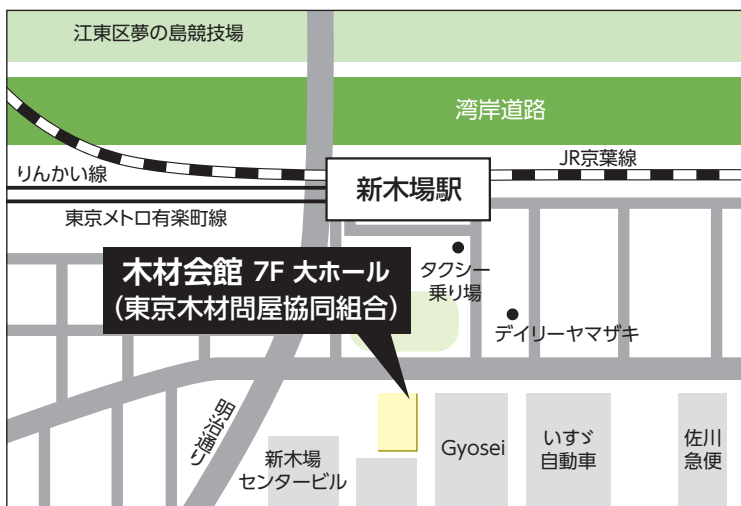 江東区夢の島競技場
湾岸道路
JR京葉線
りんかい線
新木場駅
東京メトロ有楽町線
木材会館 7F 大ホール
（東京木材問屋協同組合）
タクシー
乗り場
デイリーヤマザキ
明治通り
新木場
センタービル
Gyosei
いすゞ
自動車
佐川
急便